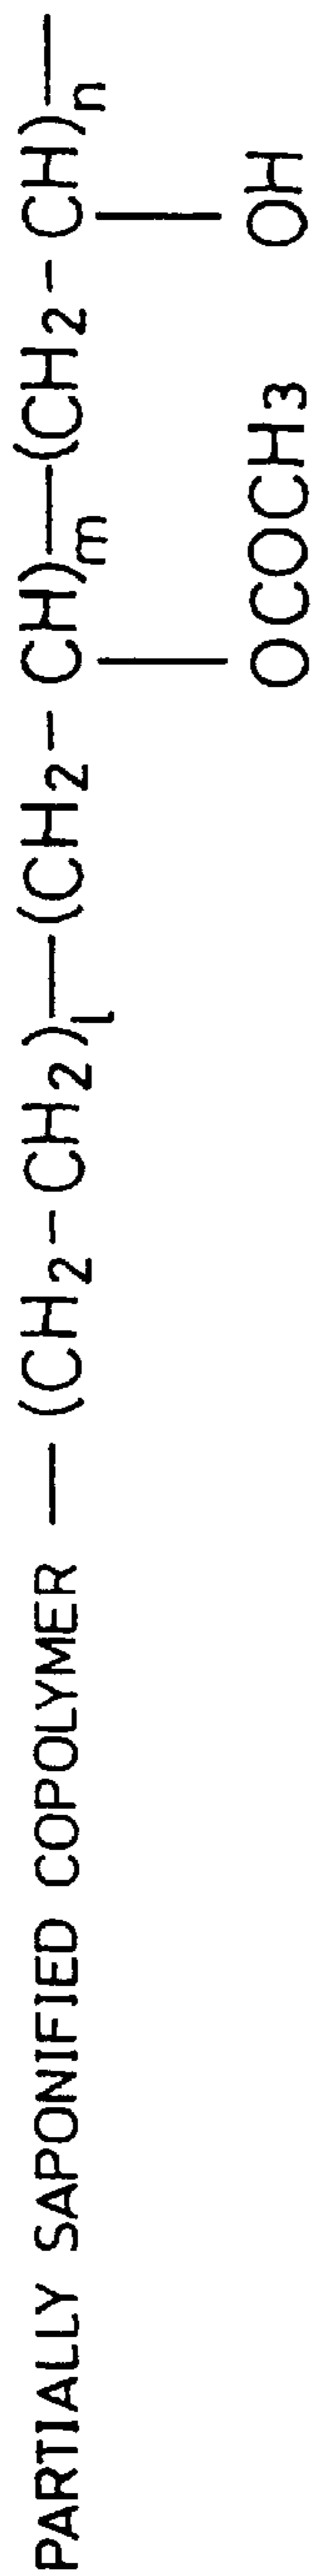 PARTIALLY SAPONIFIED COPOLYMER — (CH2-CH2)l—(CH2-CH)m—(CH2-CH)n—
OCOCH3 OH